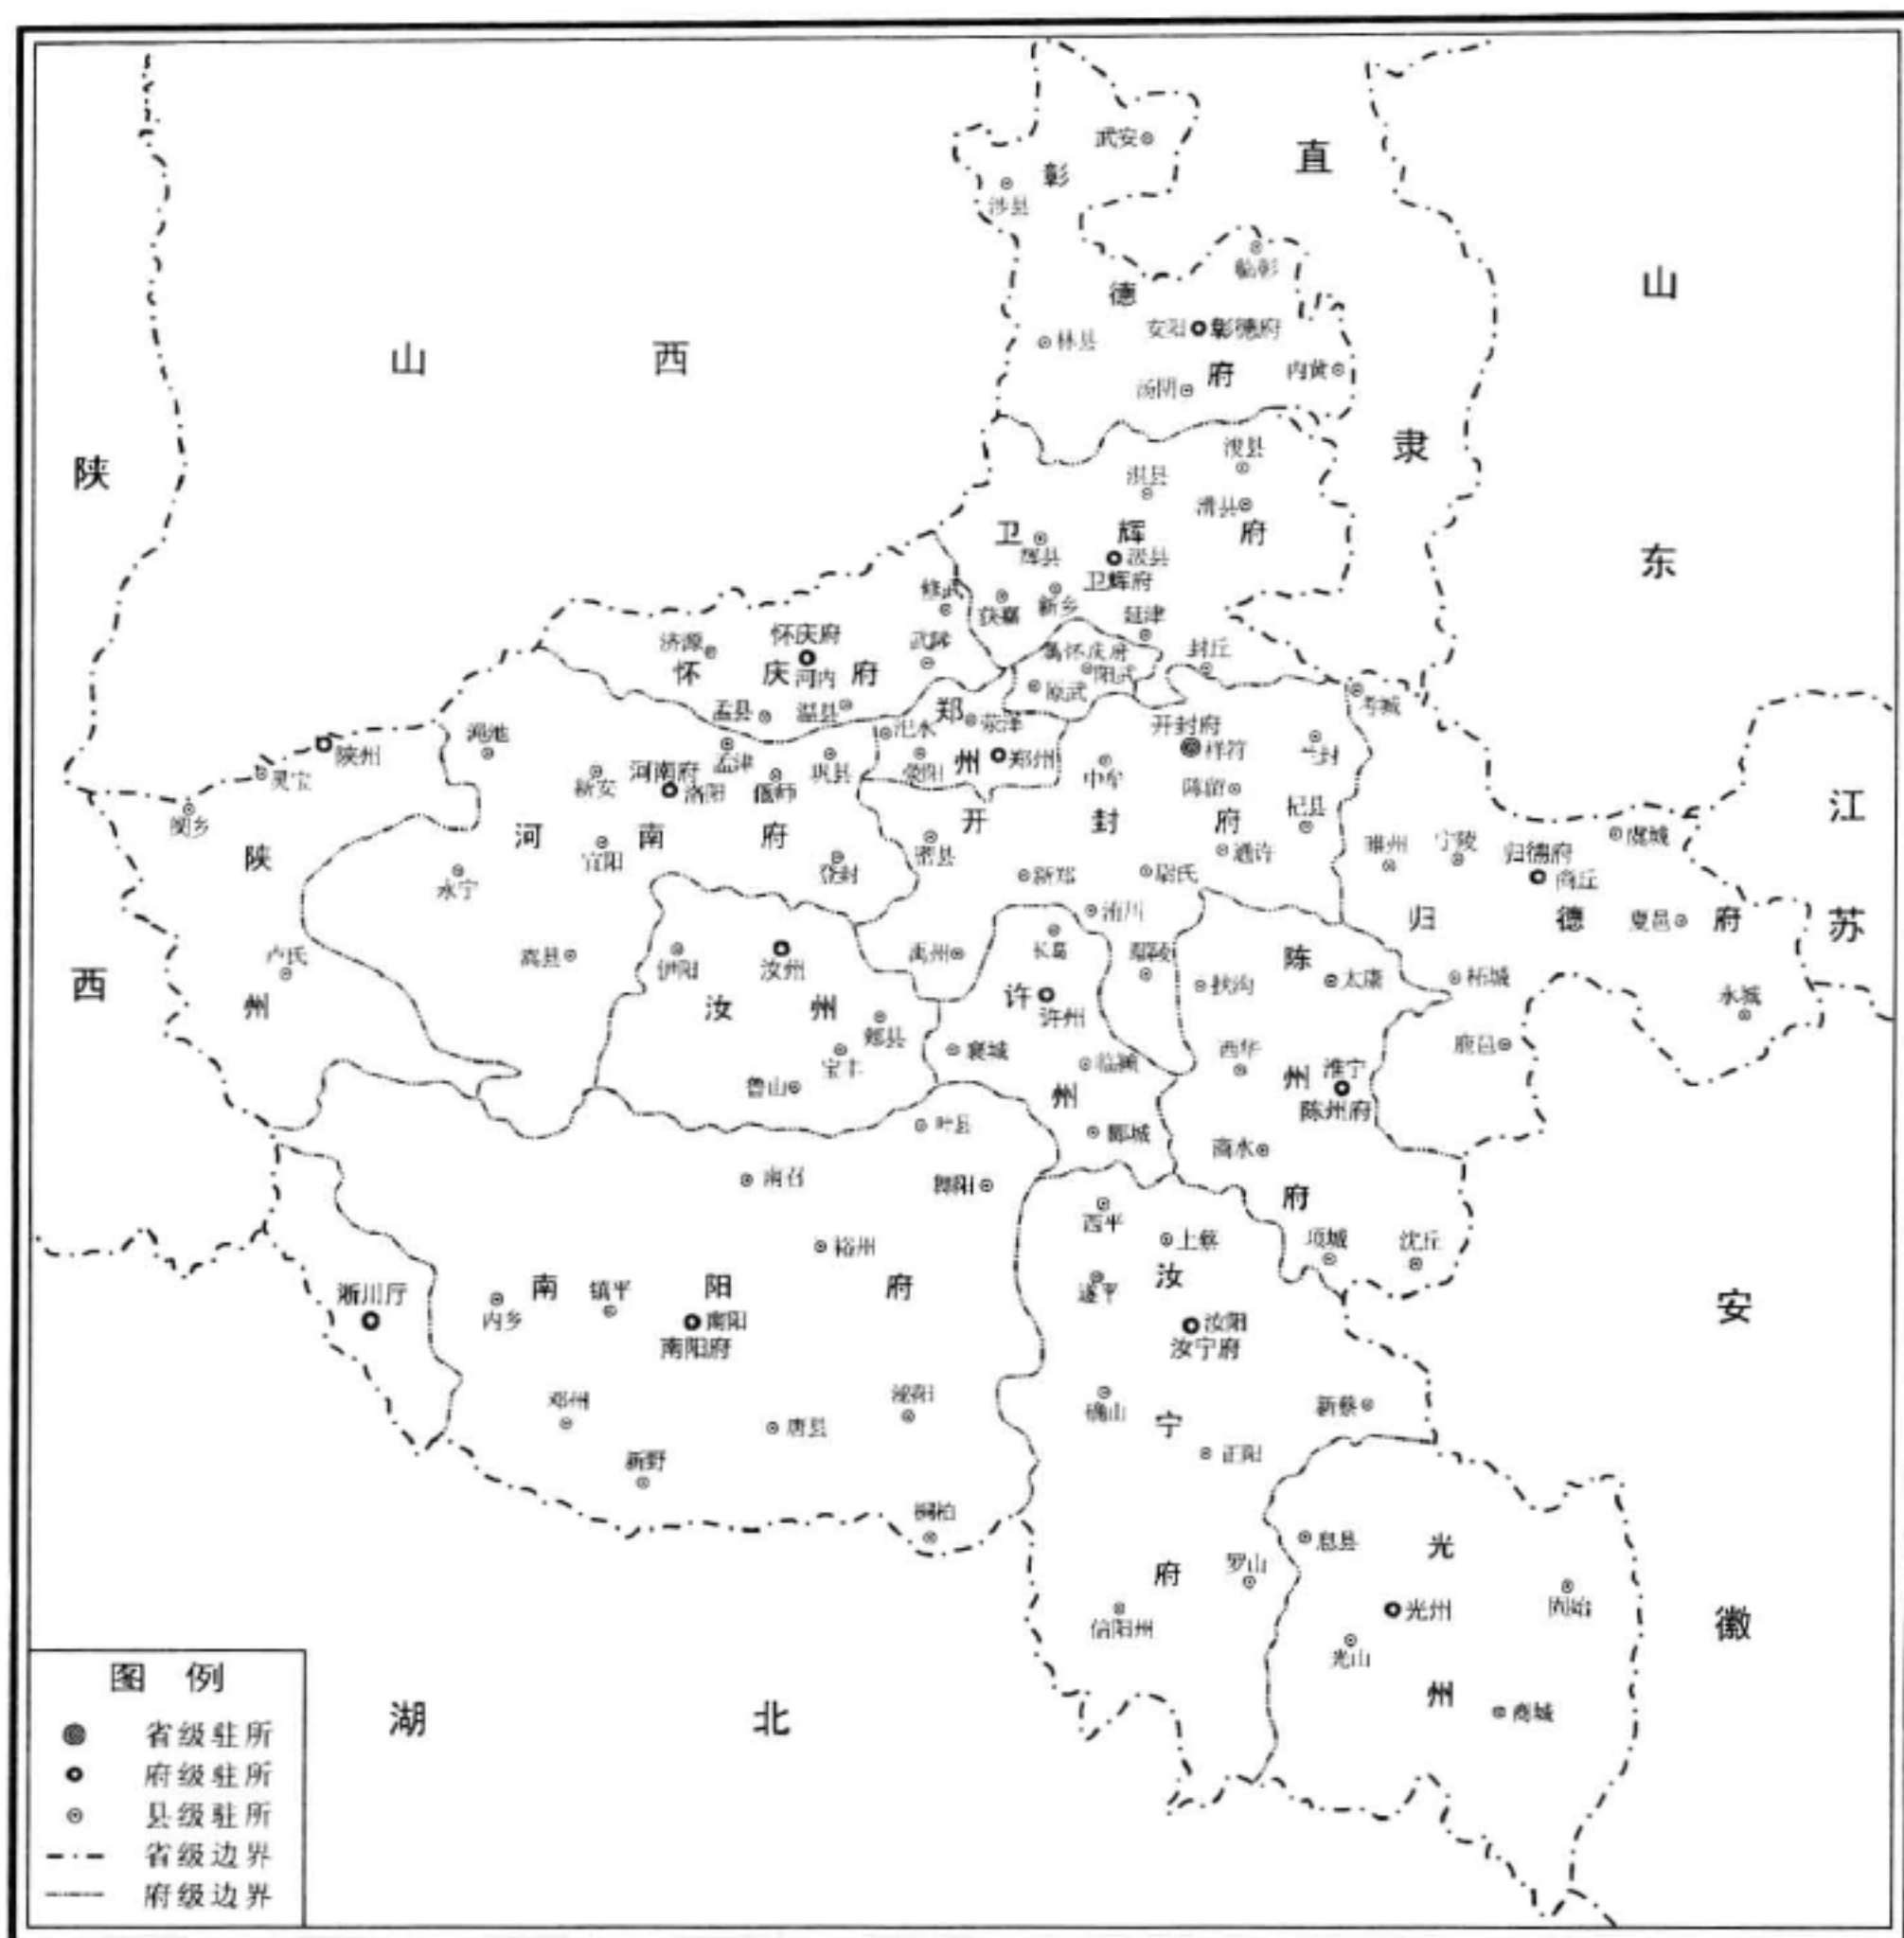 武安
直
彰
涉县
临彰
山
德
林县
安阳
彰德府
山
西
府
内黄
汤阴
隶
陕
浚县
淇县
滑县
卫
辉
府
辉县
汲县
卫辉府
东
修武
获嘉
新乡
延津
济源
怀庆府
武陟
属怀庆府
封丘
怀
庆
河内
府
阳武
原武
考城
孟县
温县
郑
荥泽
汜水
开封府
祥符
兰封
渑池
陕州
灵宝
孟津
河南府
洛阳
新安
偃师
巩县
荥阳
州
郑州
中牟
陈留
杞县
江
阌乡
陕
河
南
府
开
封
府
宜阳
登封
密县
新郑
尉氏
通许
睢州
宁陵
归德府
商丘
虞城
永宁
洧川
归
德
夏邑
府
苏
卢氏
嵩县
伊阳
汝州
禹州
长葛
鄢陵
陈
扶沟
太康
柘城
西
州
汝
州
许
许州
永城
郏县
宝丰
襄城
临颍
西华
州
淮宁
陈州府
鹿邑
鲁山
州
叶县
郾城
商水
南召
舞阳
府
西平
上蔡
项城
沈丘
裕州
淅川厅
内乡
南
镇平
阳
府
南阳
南阳府
遂平
汝
汝阳
汝宁府
安
邓州
唐县
泌阳
确山
宁
新蔡
正阳
新野
桐柏
息县
光
府
罗山
信阳州
光州
固始
光山
徽
州
商城
湖
北
图 例
省级驻所
府级驻所
县级驻所
省级边界
府级边界